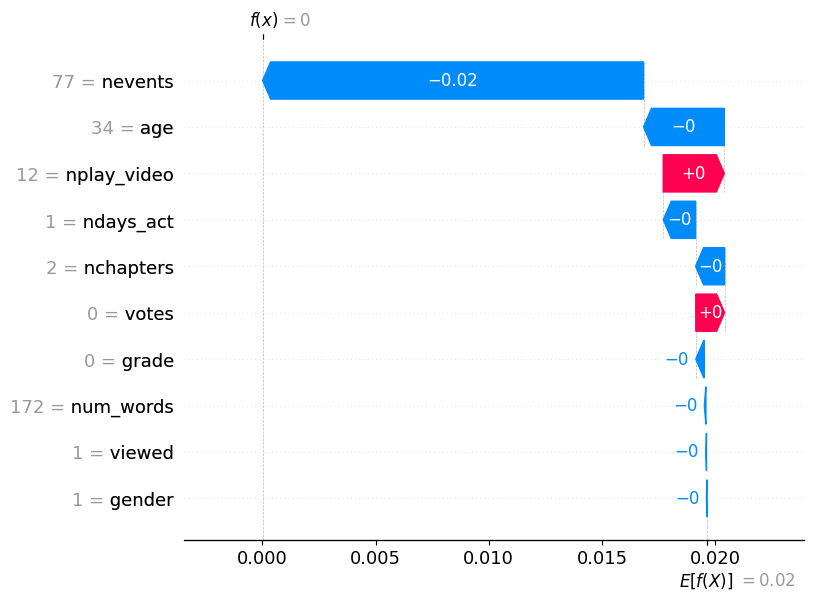 f(x) = 0
77 = nevents
−0.02
34 = age
−0
12 = nplay_video
+0
1 = ndays_act
−0
2 = nchapters
−0
0 = votes
+0
0 = grade
−0
172 = num_words
−0
1 = viewed
−0
1 = gender
−0
0.000 0.005 0.010 0.015 0.020
E[f(X)] = 0.02